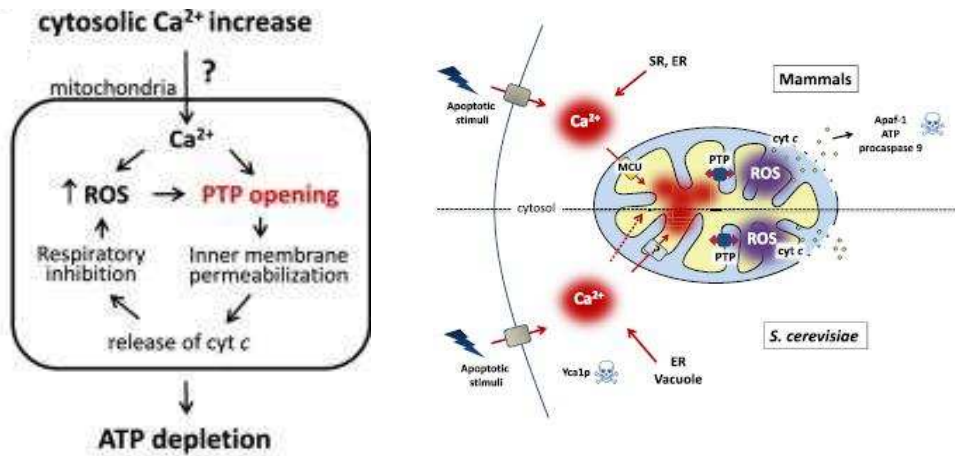 cytosolic Ca²⁺ increase
?
mitochondria
Ca²⁺
↑ ROS
PTP opening
Respiratory
inhibition
Inner membrane
permeabilization
release of cyt c
ATP depletion
SR, ER
Mammals
Apoptotic
stimuli
Ca²⁺
MCU
PTP
ROS
cyt c
Apaf-1
ATP
procaspase 9
cytosol
?
PTP
ROS
cyt c
Ca²⁺
S. cerevisiae
Apoptotic
stimuli
Yca1p
ER
Vacuole